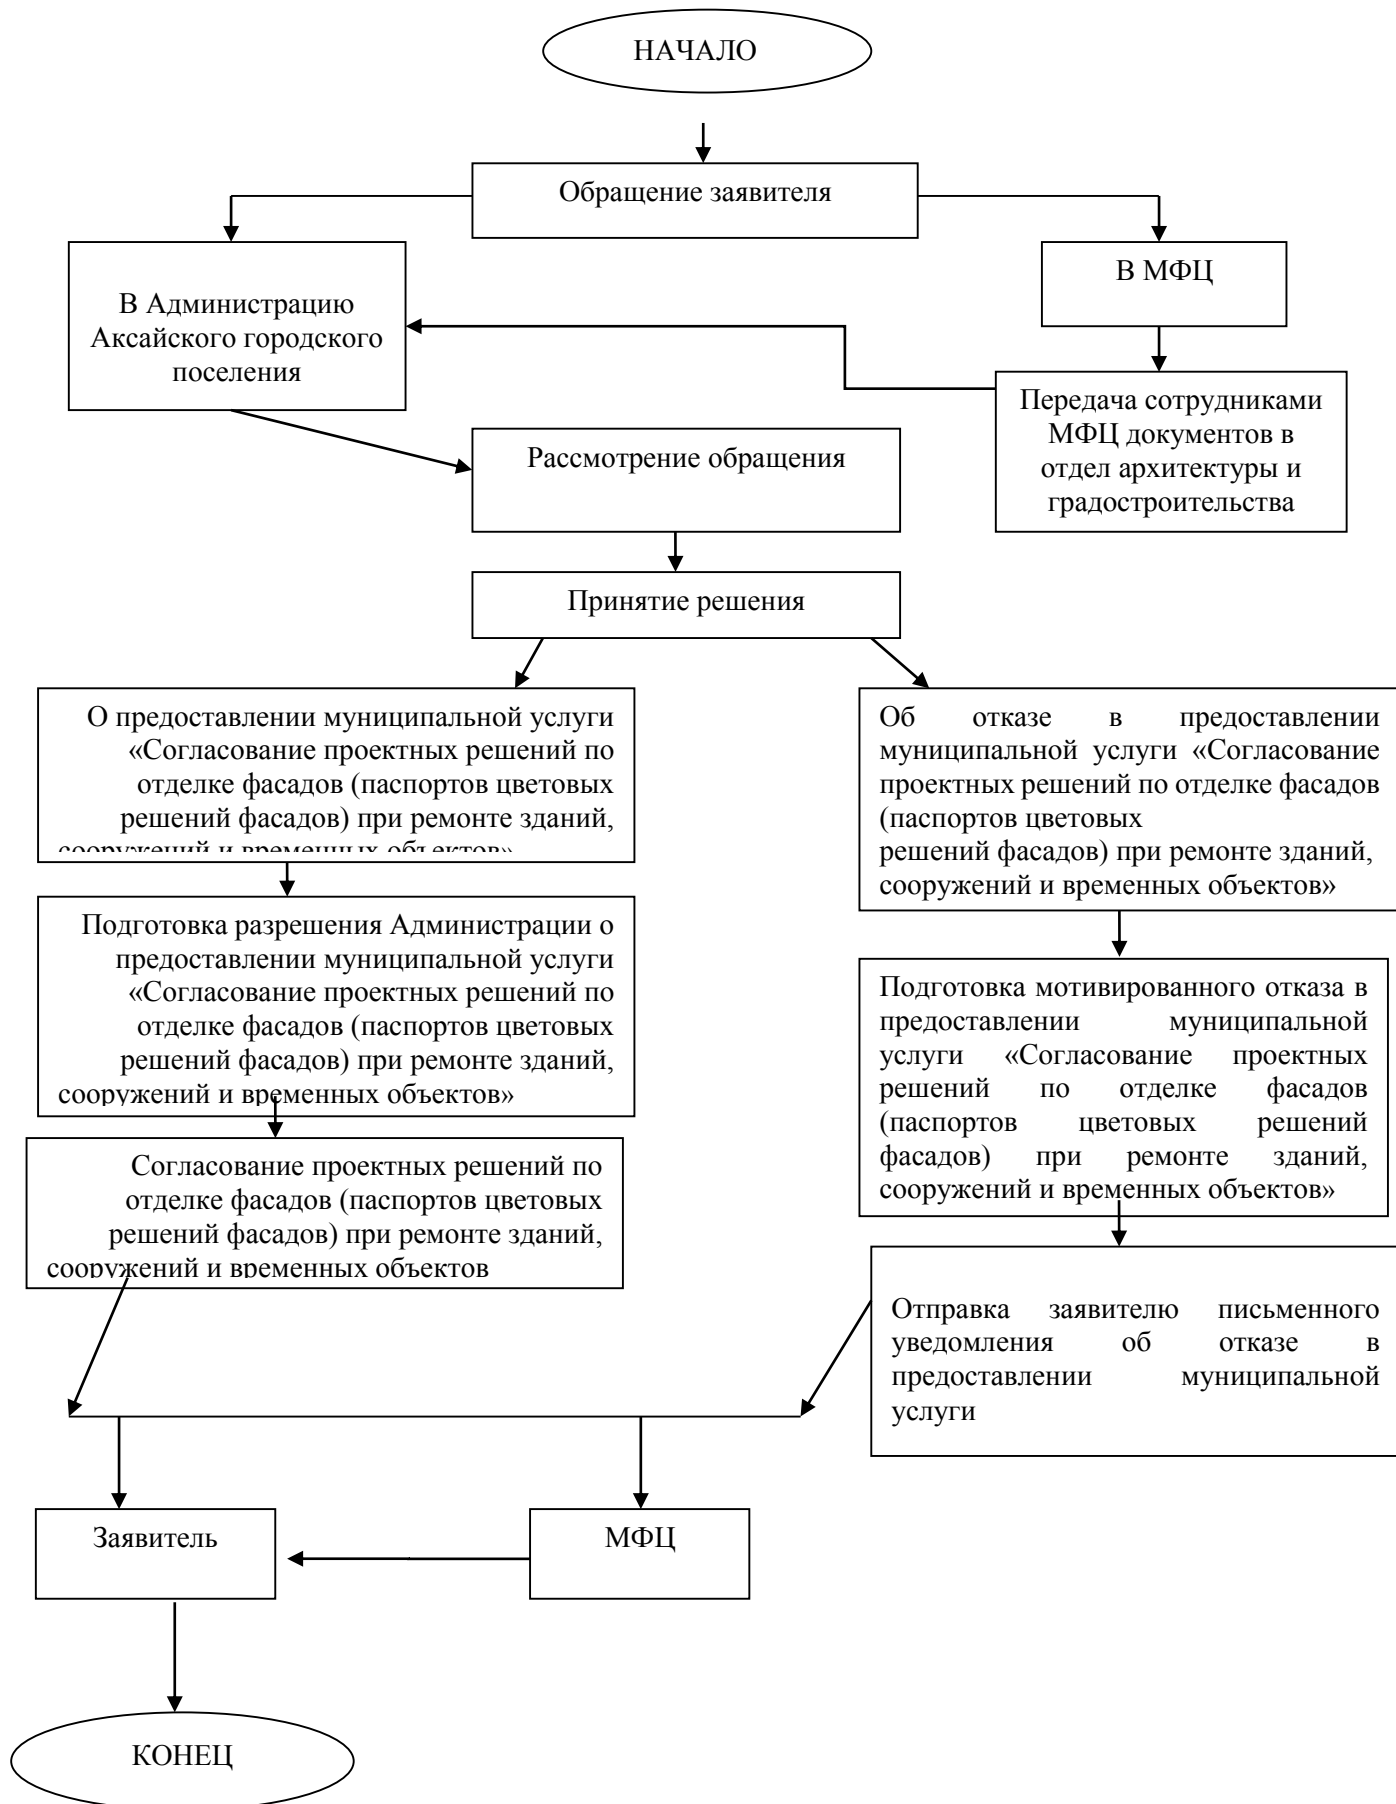 НАЧАЛО
Обращение заявителя
В Администрацию
Аксайского городского
поселения
В МФЦ
Передача сотрудниками
МФЦ документов в
отдел архитектуры и
градостроительства
Рассмотрение обращения
Принятие решения
О предоставлении муниципальной услуги
«Согласование проектных решений по
отделке фасадов (паспортов цветовых
решений фасадов) при ремонте зданий,
сооружений и временных объектов»
Подготовка разрешения Администрации о
предоставлении муниципальной услуги
«Согласование проектных решений по
отделке фасадов (паспортов цветовых
решений фасадов) при ремонте зданий,
сооружений и временных объектов»
Согласование проектных решений по
отделке фасадов (паспортов цветовых
решений фасадов) при ремонте зданий,
сооружений и временных объектов
Об отказе в предоставлении
муниципальной услуги «Согласование
проектных решений по отделке фасадов
(паспортов цветовых
решений фасадов) при ремонте зданий,
сооружений и временных объектов»
Подготовка мотивированного отказа в
предоставлении муниципальной
услуги «Согласование проектных
решений по отделке фасадов
(паспортов цветовых решений
фасадов) при ремонте зданий,
сооружений и временных объектов»
Отправка заявителю письменного
уведомления об отказе в
предоставлении муниципальной
услуги
Заявитель
МФЦ
КОНЕЦ